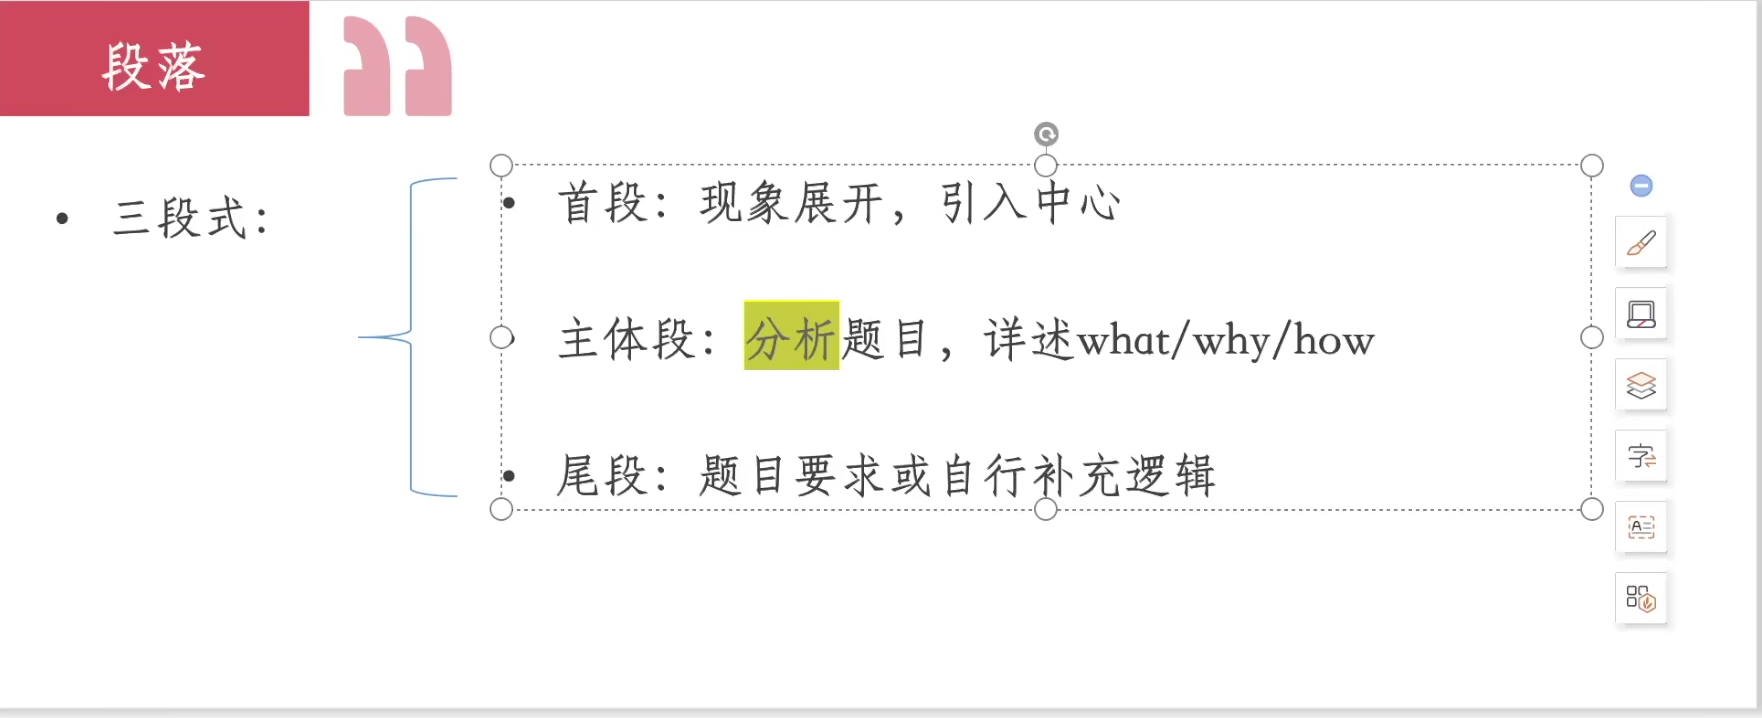 段落
• 三段式：
• 首段：现象展开，引入中心
• 主体段：分析题目，详述what/why/how
• 尾段：题目要求或自行补充逻辑
字
A